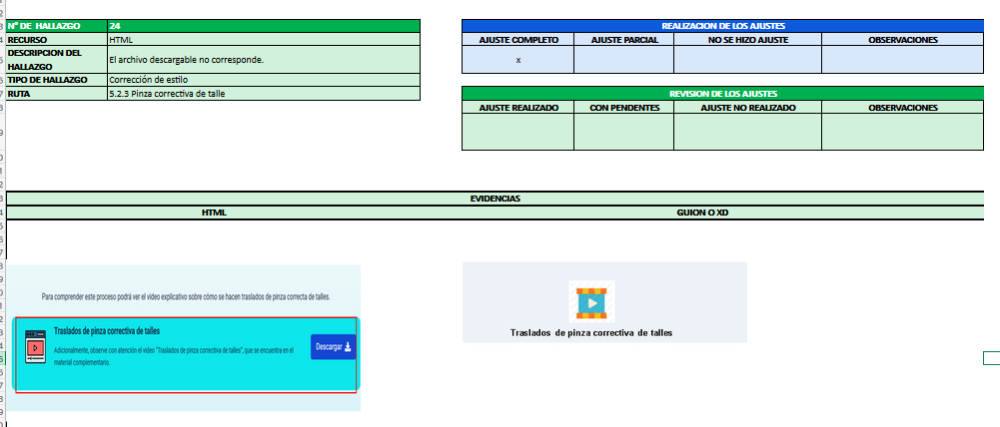 Nº DE HALLAZGO 24
RECURSO HTML
DESCRIPCION DEL HALLAZGO El archivo descargable no corresponde.
TIPO DE HALLAZGO Corrección de estilo
RUTA 5.2.3 Pinza correctiva de talle
REALIZACION DE LOS AJUSTES
AJUSTE COMPLETO AJUSTE PARCIAL NO SE HIZO AJUSTE OBSERVACIONES
x
REVISION DE LOS AJUSTES
AJUSTE REALIZADO CON PENDENTES AJUSTE NO REALIZADO OBSERVACIONES
EVIDENCIAS
HTML GUION O XD
Para comprender este proceso podrá ver el video explicativo sobre cómo se hacen traslados de pinza correcta de talles.
Traslados de pinza correctiva de talles
Adicionalmente, observe con atención el video "Traslados de pinza correctiva de talles", que se encuentra en el
material complementario.
Descargar
Traslados de pinza correctiva de talles